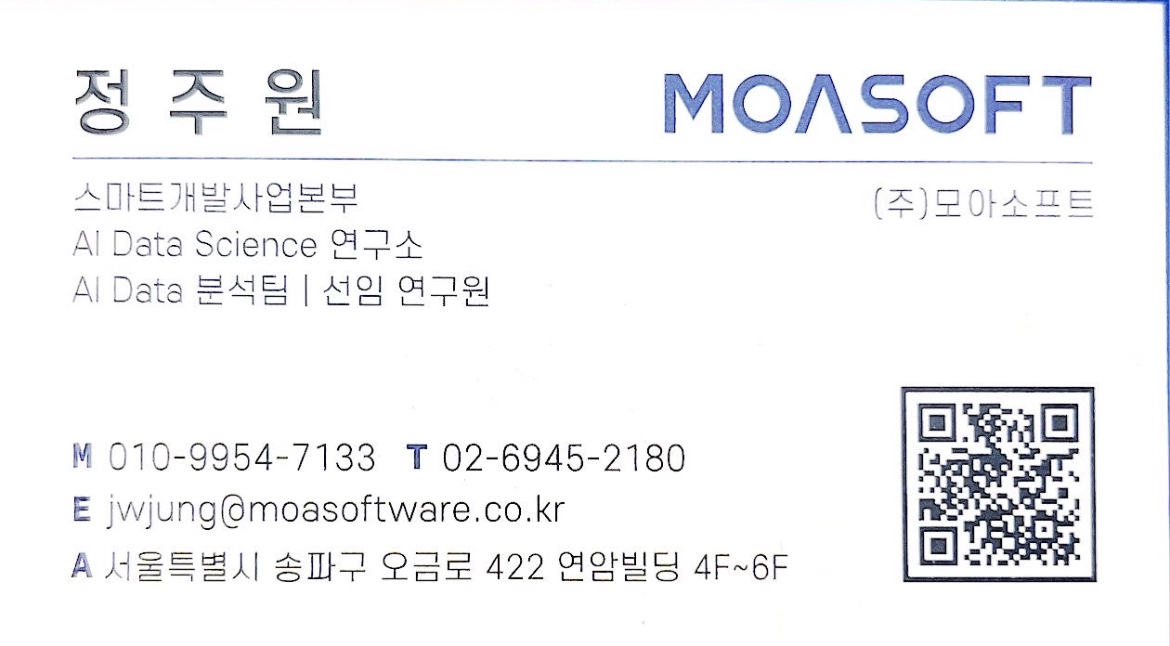 정주원
MOASOFT
스마트개발사업본부
(주)모아소프트
AI Data Science 연구소
AI Data 분석팀 | 선임 연구원
M 010-9954-7133 T 02-6945-2180
E jwjung@moasoftware.co.kr
A 서울특별시 송파구 오금로 422 연암빌딩 4F~6F